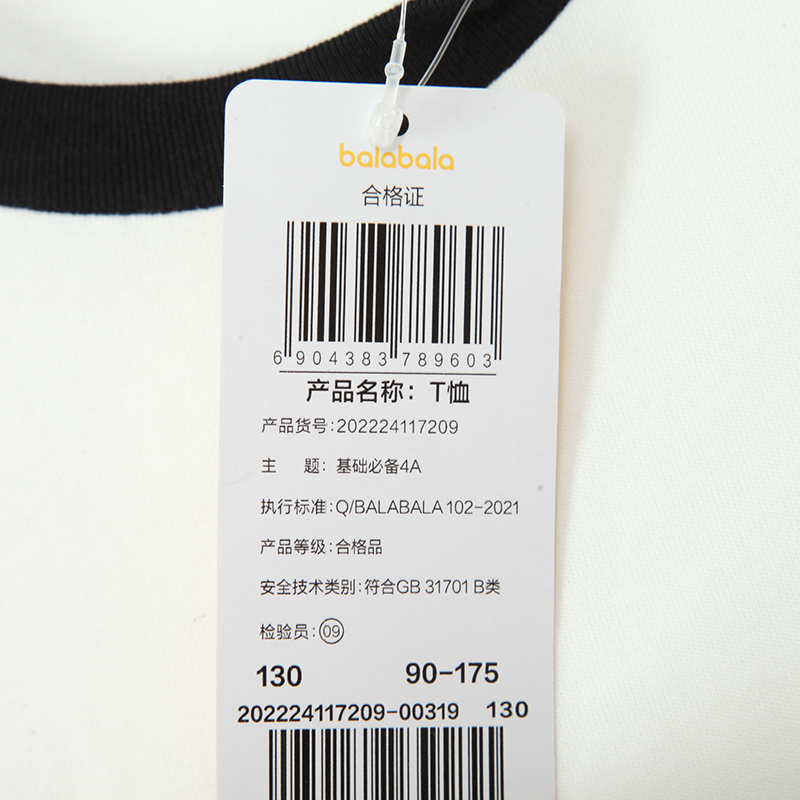 balabala
合格证
6 904383 789603
产品名称：T恤
产品货号：202224117209
主 题：基础必备4A
执行标准：Q/BALABALA 102-2021
产品等级：合格品
安全技术类别：符合GB 31701 B类
检验员：09
130 90-175
202224117209-00319 130